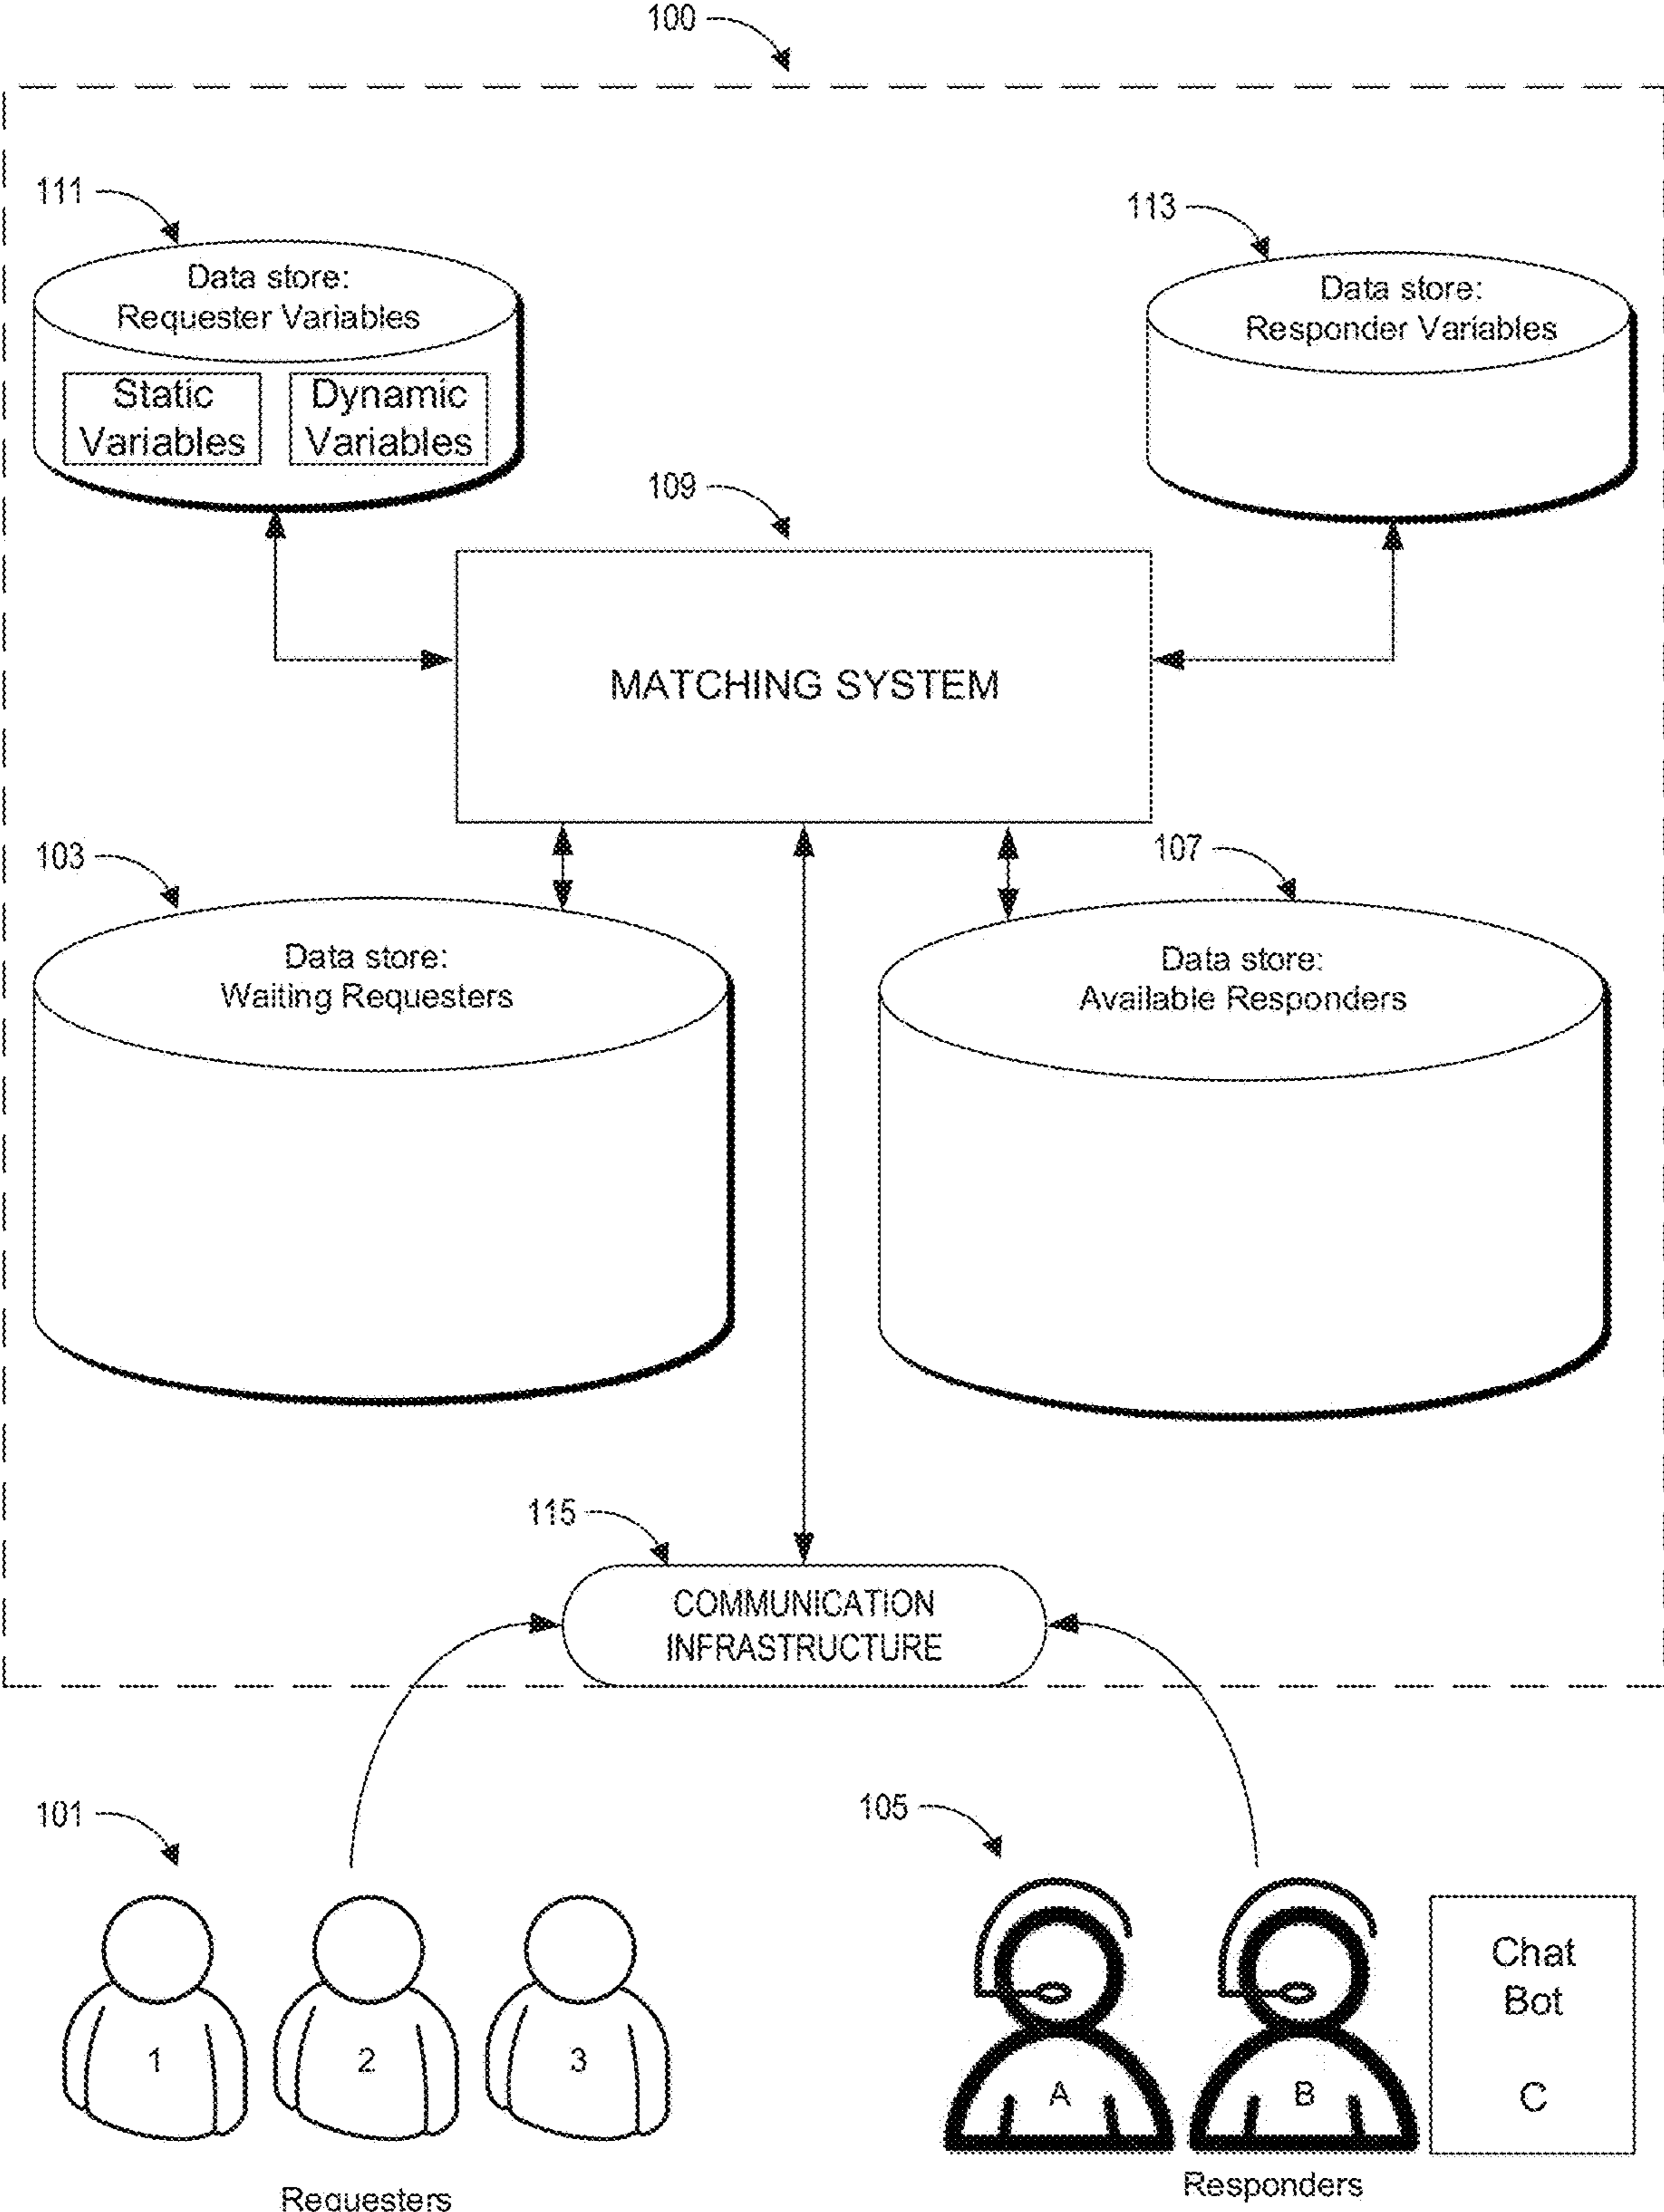 100
111
113
Data store:
Requester Variables
Data store:
Responder Variables
Static
Variables
Dynamic
Variables
109
MATCHING SYSTEM
103
107
Data store:
Waiting Requesters
Data store:
Available Responders
115
COMMUNICATION
INFRASTRUCTURE
101
105
1
2
3
A
B
Chat
Bot
C
Requesters
Responders